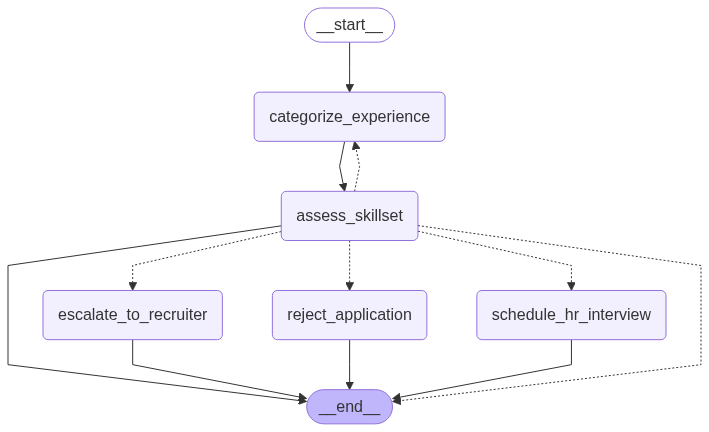 __start__
categorize_experience
assess_skillset
escalate_to_recruiter
reject_application
schedule_hr_interview
__end__